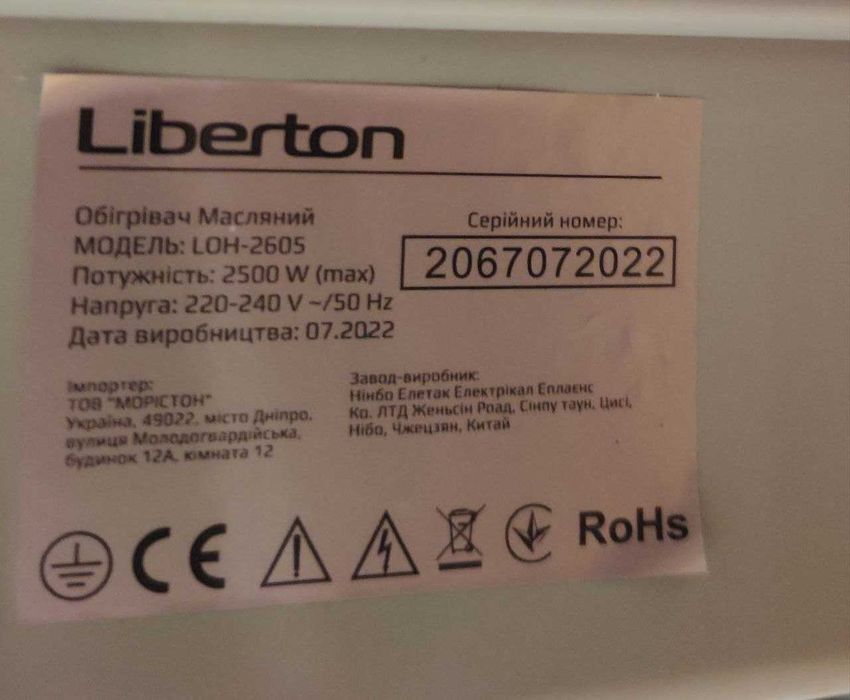 Liberton
Обігрівач Масляний
МОДЕЛЬ: LOH-2605
Потужність: 2500 W (max)
Напруга: 220-240 V ~/50 Hz
Дата виробництва: 07.2022
Серійний номер:
2067072022
Імпортер:
ТОВ "МОРІСТОН"
Україна, 49022, місто Дніпро,
вулиця Молодогвардійська,
будинок 12А, кімната 12
Завод-виробник:
Нінбо Елетак Електрікал Еплаєнс
Ко. ЛТД Женьсін Роад, Сінпу таун, Цисі,
Нібо, Чжецзян, Китай
CE
RoHs